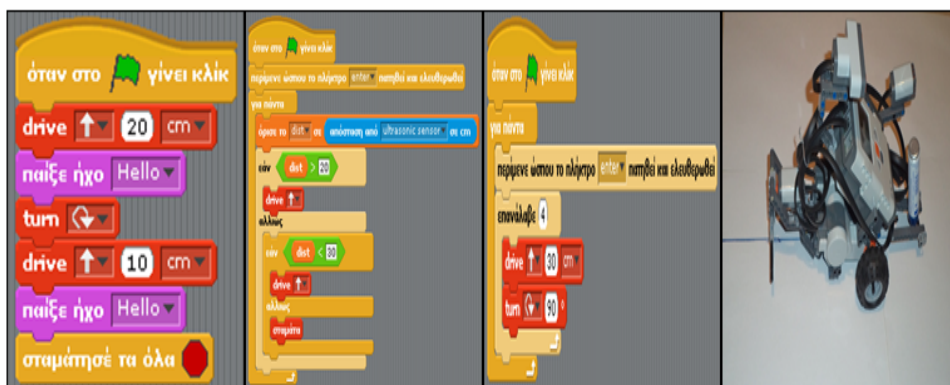 όταν στο γίνει κλίκ
drive 20 cm
παίξε ήχο Hello
turn
drive 10 cm
παίξε ήχο Hello
σταμάτησέ τα όλα
όταν στο γίνει κλίκ
περίμενε ώσπου το πλήκτρο enter πατηθεί και ελευθερωθεί
για πάντα
όρισε το dist σε απόσταση από ultrasonic sensor σε cm
εάν dist > 20
drive
αλλιώς
εάν dist < 30
drive
αλλιώς
σταμάτα
όταν στο γίνει κλίκ
για πάντα
περίμενε ώσπου το πλήκτρο enter πατηθεί και ελευθερωθεί
επανάλαβε 4
drive 30 cm
turn 90 °